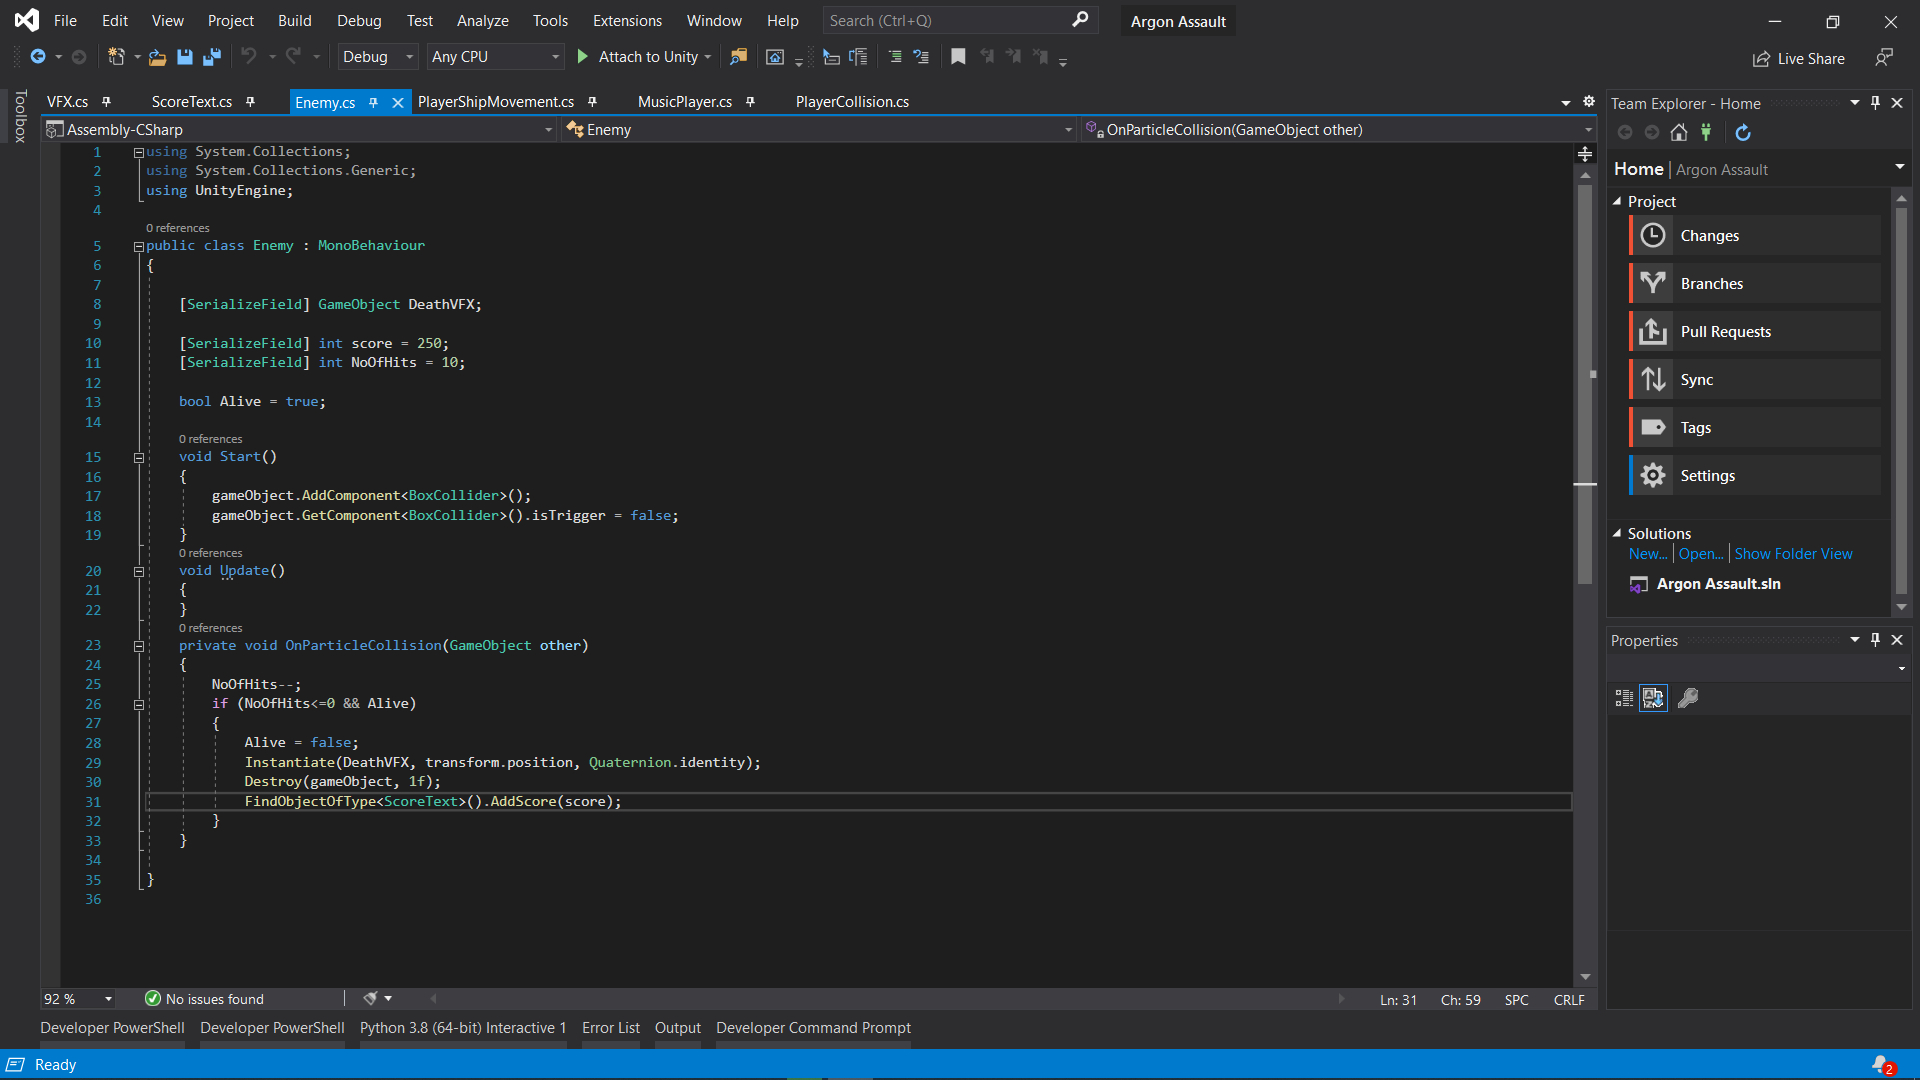 File Edit View Project Build Debug Test Analyze Tools Extensions Window Help Search (Ctrl+Q) Argon Assault
Debug Any CPU Attach to Unity Live Share
Toolbox
VFX.cs ScoreText.cs Enemy.cs PlayerShipMovement.cs MusicPlayer.cs PlayerCollision.cs
Assembly-CSharp Enemy OnParticleCollision(GameObject other)
1 using System.Collections;
2 using System.Collections.Generic;
3 using UnityEngine;
4
0 references
5 public class Enemy : MonoBehaviour
6 {
7
8 [SerializeField] GameObject DeathVFX;
9
10 [SerializeField] int score = 250;
11 [SerializeField] int NoOfHits = 10;
12
13 bool Alive = true;
14
0 references
15 void Start()
16 {
17 gameObject.AddComponent<BoxCollider>();
18 gameObject.GetComponent<BoxCollider>().isTrigger = false;
19 }
0 references
20 void Update()
21 {
22 }
0 references
23 private void OnParticleCollision(GameObject other)
24 {
25 NoOfHits--;
26 if (NoOfHits<=0 && Alive)
27 {
28 Alive = false;
29 Instantiate(DeathVFX, transform.position, Quaternion.identity);
30 Destroy(gameObject, 1f);
31 FindObjectOfType<ScoreText>().AddScore(score);
32 }
33 }
34
35 }
36
92 % No issues found Ln: 31 Ch: 59 SPC CRLF
Developer PowerShell Developer PowerShell Python 3.8 (64-bit) Interactive 1 Error List Output Developer Command Prompt
Ready 2
Team Explorer - Home
Home | Argon Assault
Project
Changes
Branches
Pull Requests
Sync
Tags
Settings
Solutions
New... | Open... | Show Folder View
Argon Assault.sln
Properties